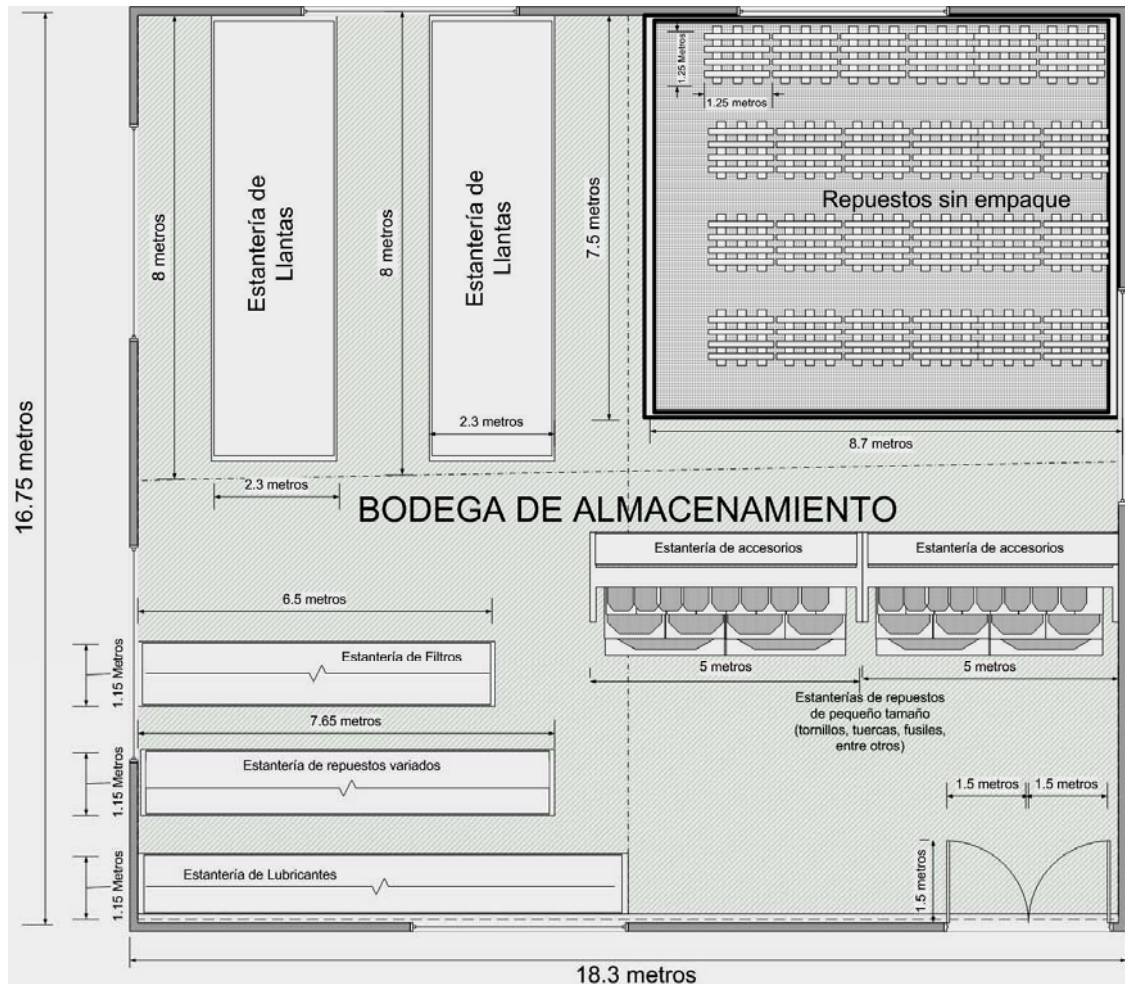 1.25 Metros
1.25 metros
Estantería de
Llantas
Estantería de
Llantas
Repuestos sin empaque
8 metros
8 metros
7.5 metros
2.3 metros
8.7 metros
2.3 metros
16.75 metros
BODEGA DE ALMACENAMIENTO
Estantería de accesorios
Estantería de accesorios
6.5 metros
1.15 Metros
Estantería de Filtros
5 metros
5 metros
Estanterías de repuestos
de pequeño tamaño
(tornillos, tuercas, fusiles,
entre otros)
7.65 metros
1.15 Metros
Estantería de repuestos variados
1.5 metros
1.5 metros
1.15 Metros
Estantería de Lubricantes
1.5 metros
18.3 metros